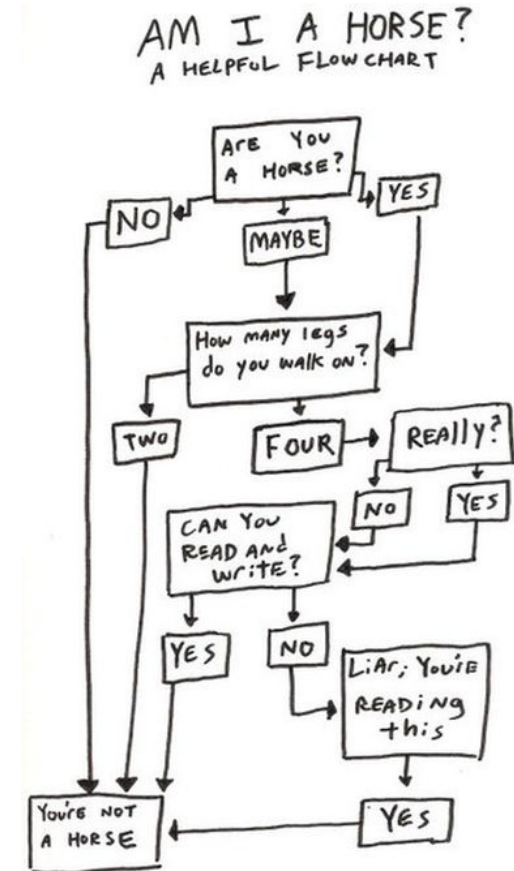 AM I A HORSE?
A HELPFUL FLOWCHART
ARE YOU
A HORSE?
NO
MAYBE
YES
How MANY legs
do you WAlk ON?
TWO
FOUR
REAlly?
NO
YES
CAN YOU
READ ANd
WRiTE?
YES
NO
LiAr; You'rE
READiNg
this
YES
You'rE NOT
A HORSE